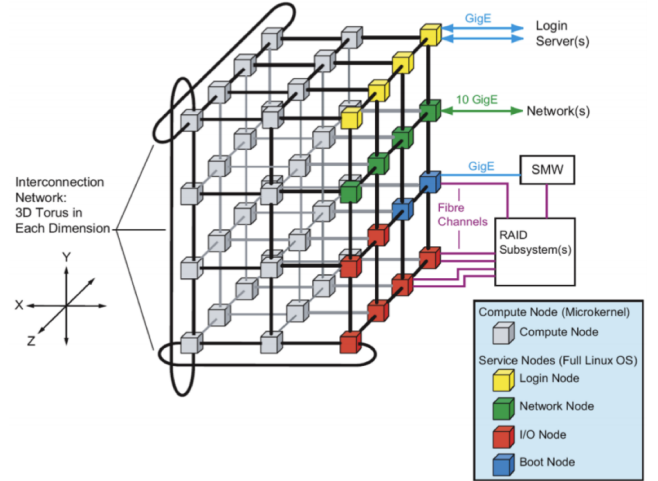 GigE
Login
Server(s)
10 GigE
Network(s)
GigE
SMW
Fibre
Channels
RAID
Subsystem(s)
Interconnection
Network:
3D Torus in
Each Dimension
Y
X
Z
Compute Node (Microkernel)
Compute Node
Service Nodes (Full Linux OS)
Login Node
Network Node
I/O Node
Boot Node